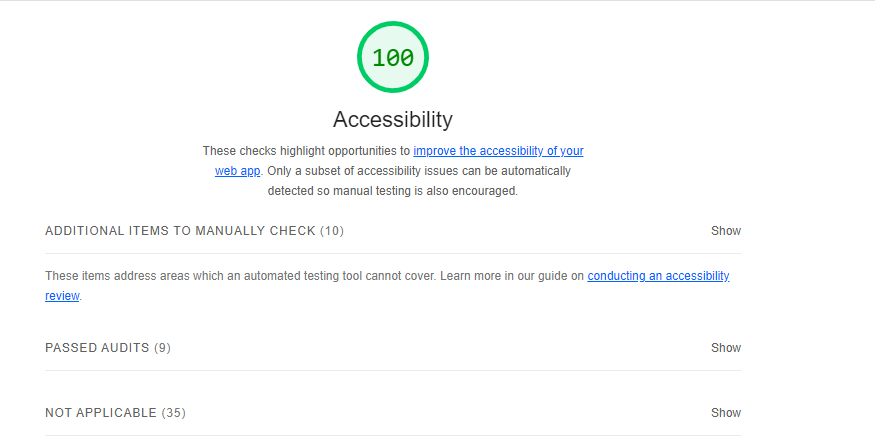 100
Accessibility
These checks highlight opportunities to improve the accessibility of your
web app. Only a subset of accessibility issues can be automatically
detected so manual testing is also encouraged.
ADDITIONAL ITEMS TO MANUALLY CHECK (10) Show
These items address areas which an automated testing tool cannot cover. Learn more in our guide on conducting an accessibility
review.
PASSED AUDITS (9) Show
NOT APPLICABLE (35) Show